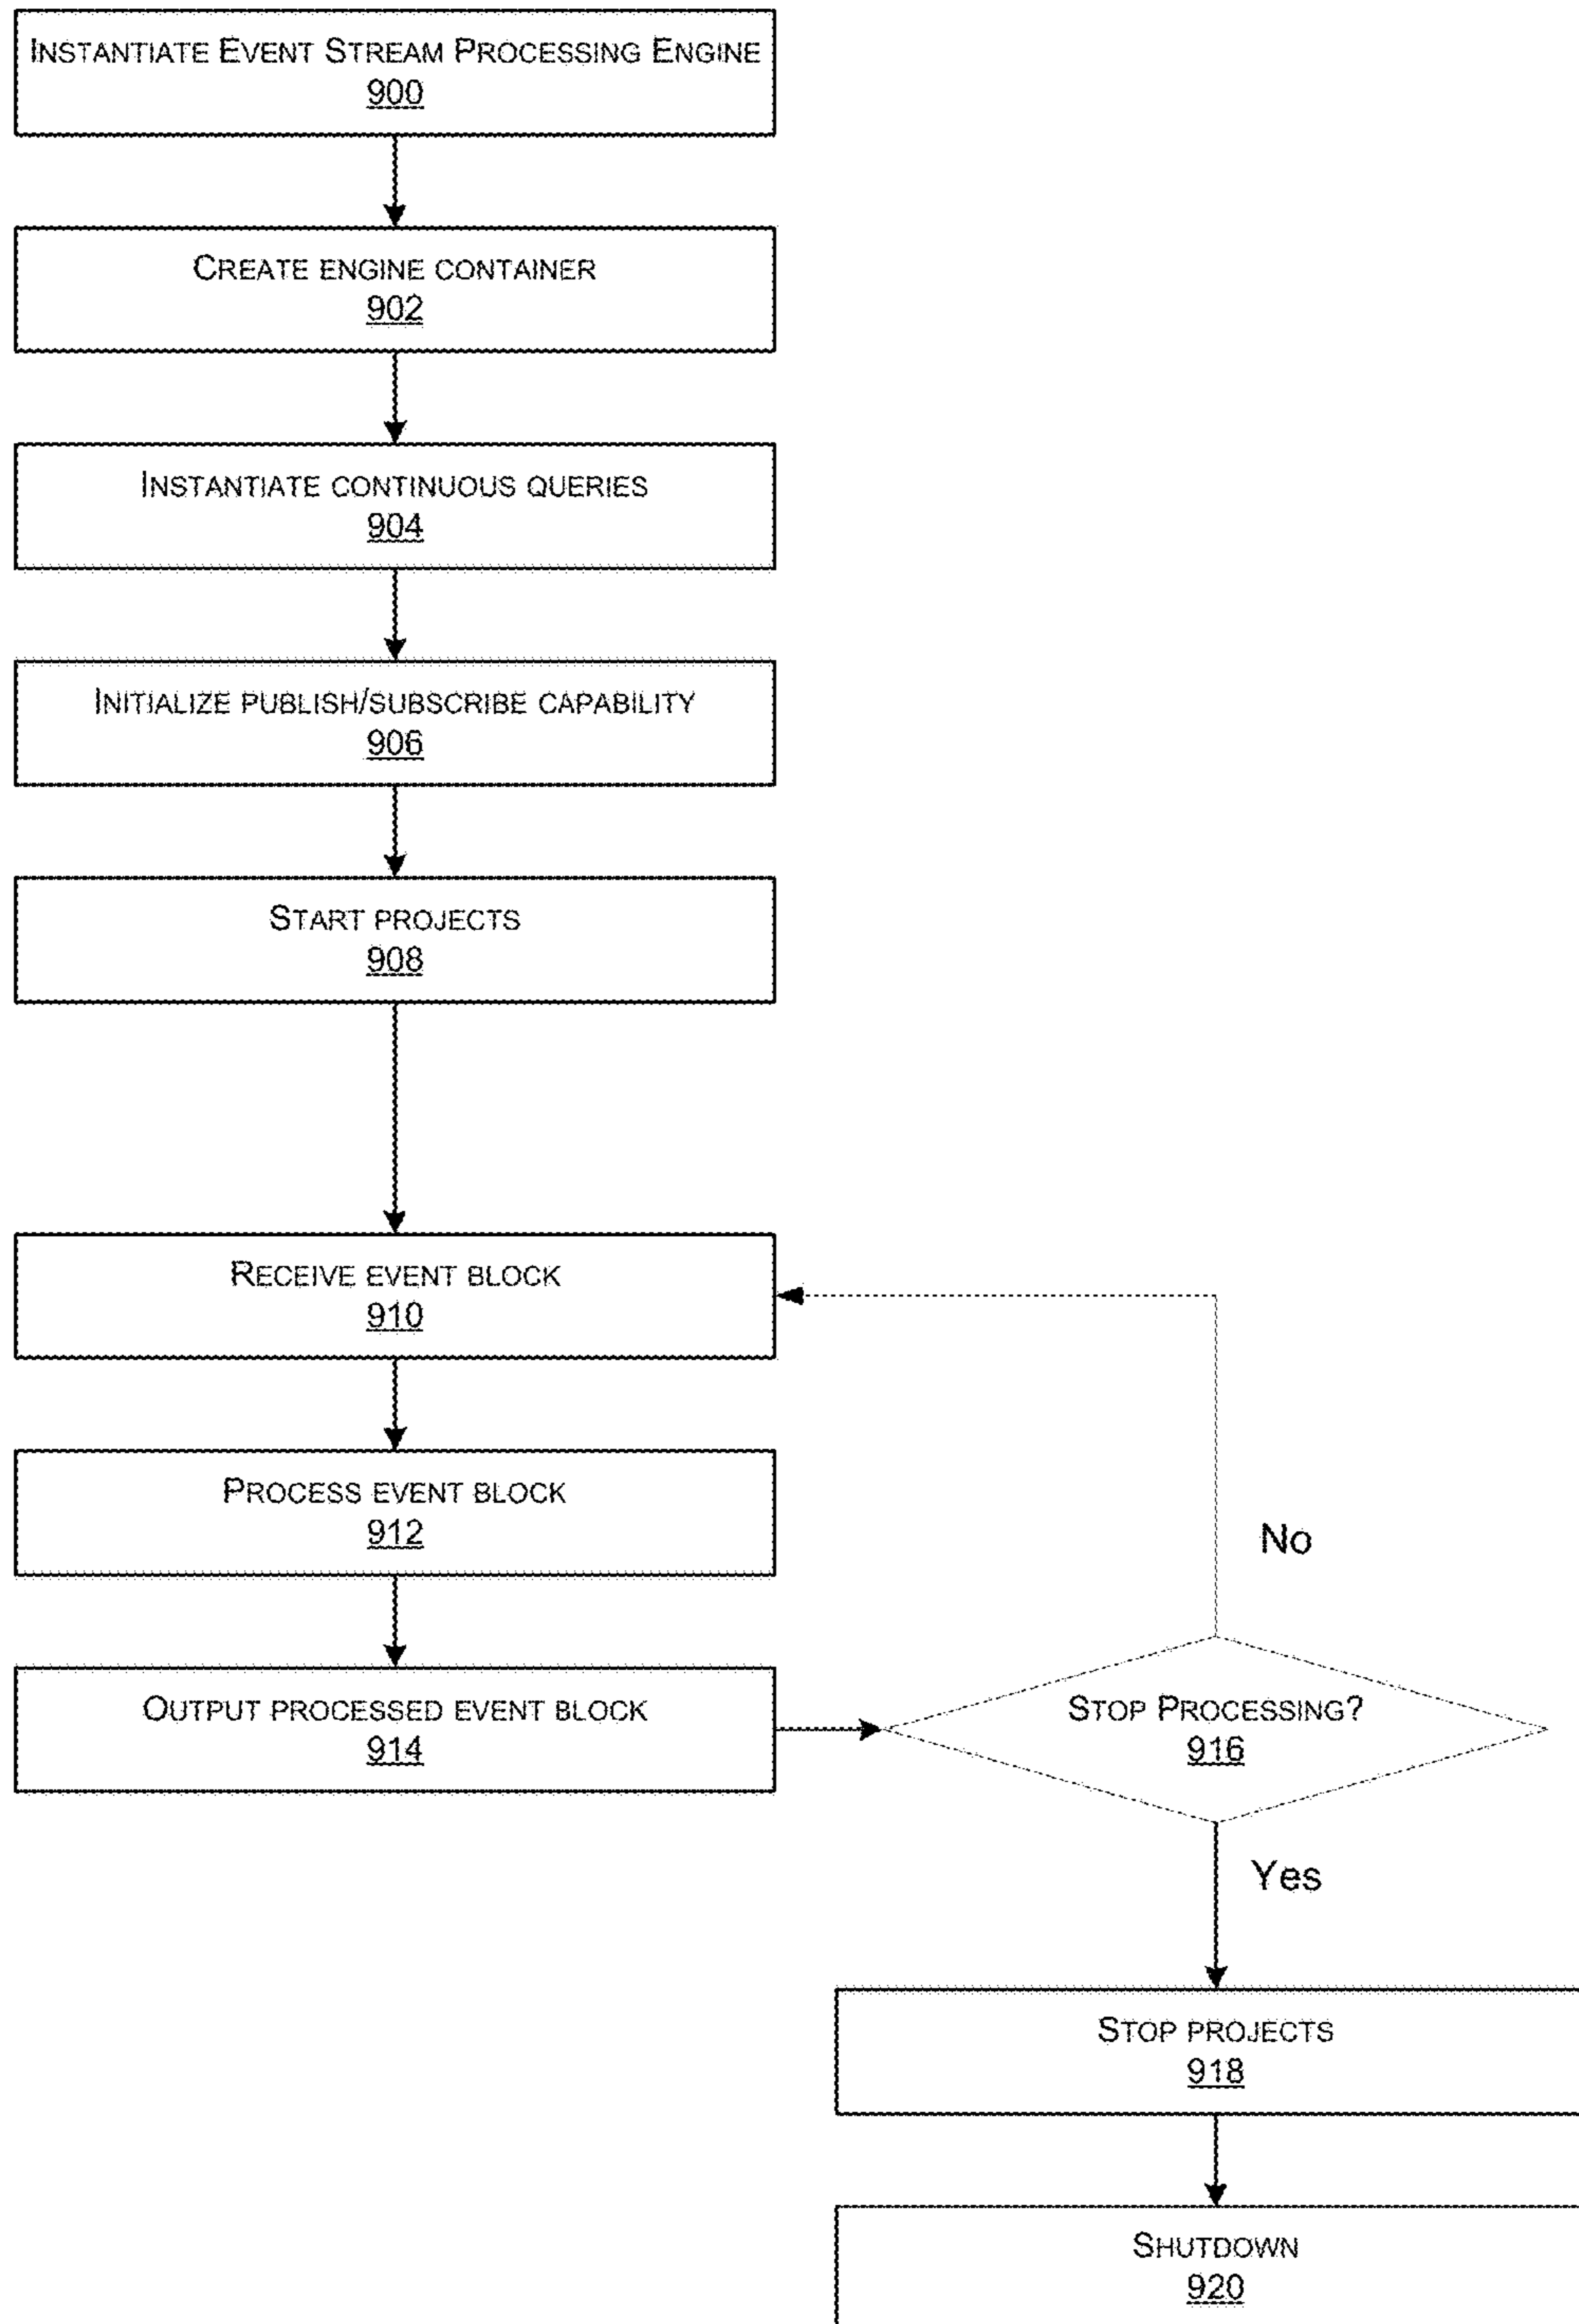 INSTANTIATE EVENT STREAM PROCESSING ENGINE
900
CREATE ENGINE CONTAINER
902
INSTANTIATE CONTINUOUS QUERIES
904
INITIALIZE PUBLISH/SUBSCRIBE CAPABILITY
906
START PROJECTS
908
RECEIVE EVENT BLOCK
910
PROCESS EVENT BLOCK
912
No
OUTPUT PROCESSED EVENT BLOCK
914
STOP PROCESSING?
916
Yes
STOP PROJECTS
918
SHUTDOWN
920